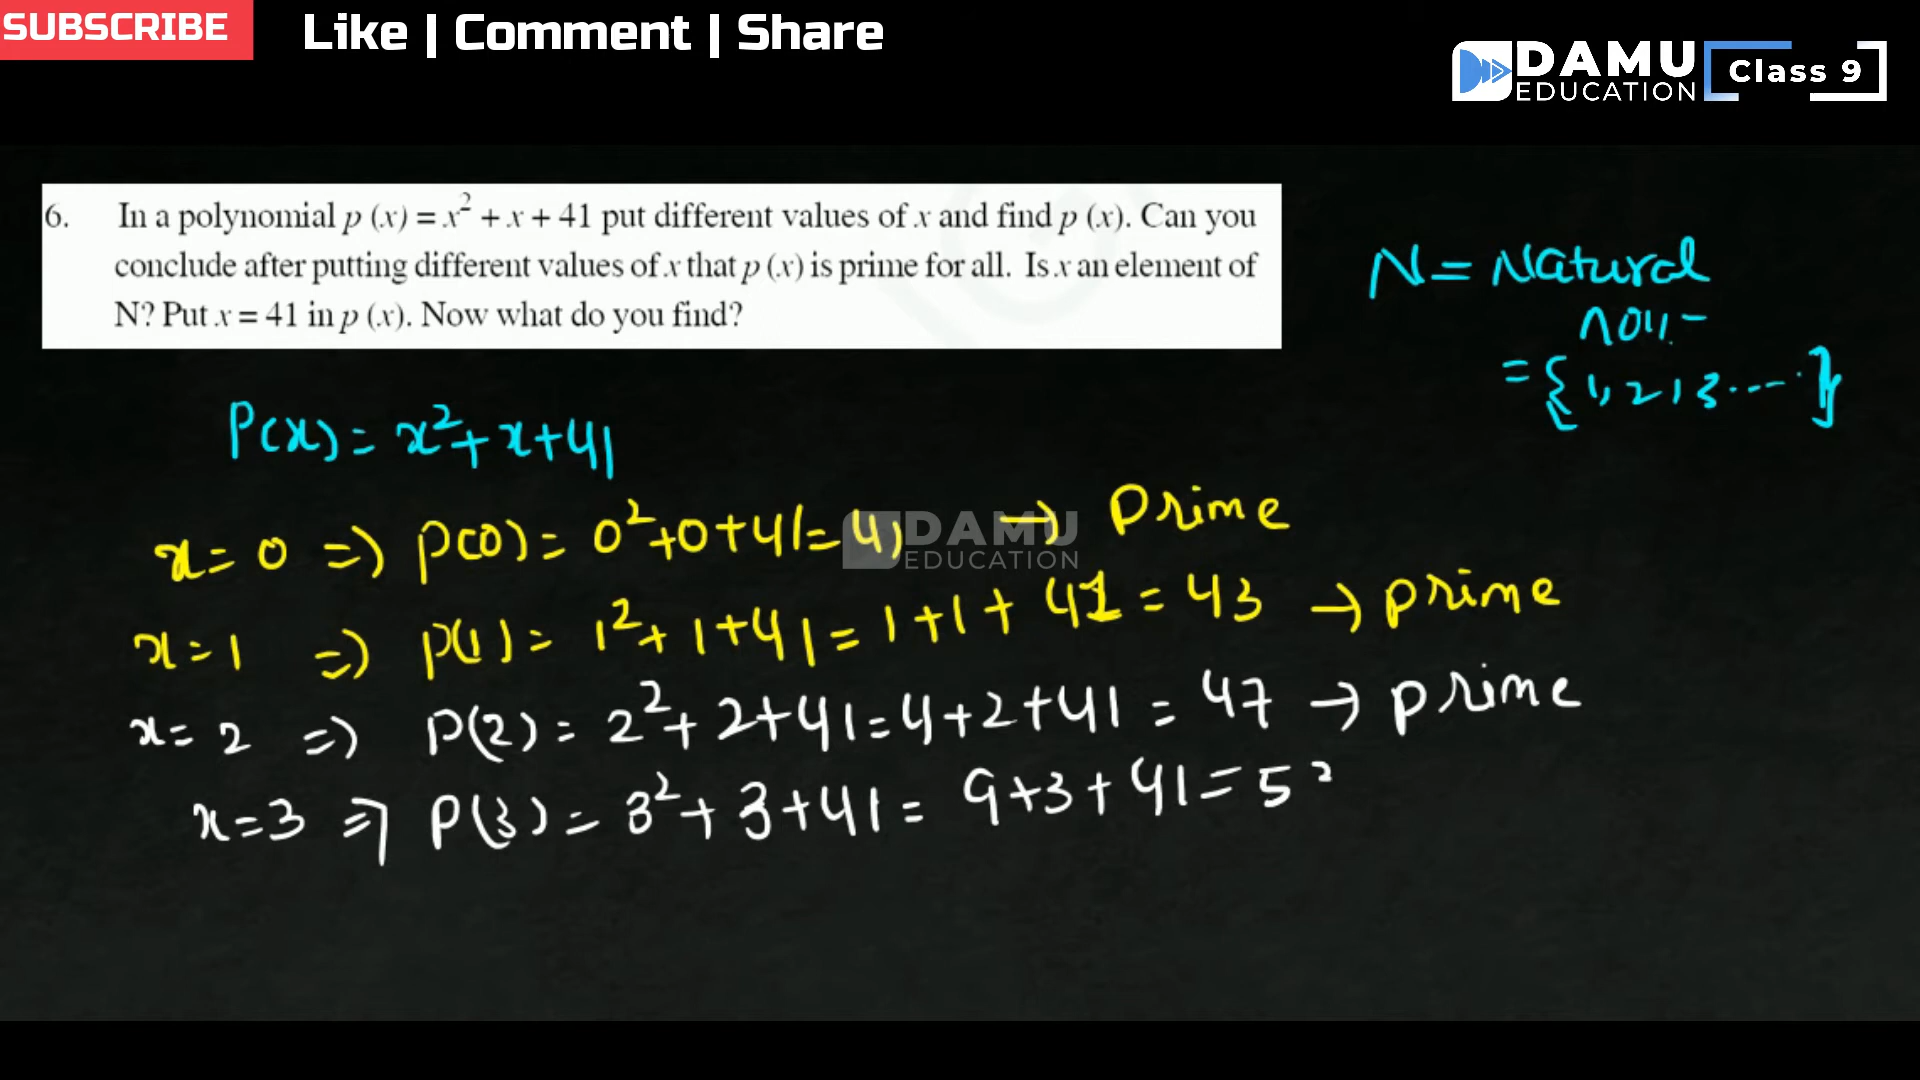 SUBSCRIBE
Like | Comment | Share
DAMU
EDUCATION
Class 9
6. In a polynomial p (x) = x² + x + 41 put different values of x and find p (x). Can you
conclude after putting different values of x that p (x) is prime for all. Is x an element of
N? Put x = 41 in p (x). Now what do you find?
N = Natural
= {1, 2, 3 ....}
P(x) = x² + x + 41
x = 0 => P(0) = 0² + 0 + 41 = 41 → Prime
DAMU
EDUCATION
x = 1 => P(1) = 1² + 1 + 41 = 1 + 1 + 41 = 43 → prime
x = 2 => P(2) = 2² + 2 + 41 = 4 + 2 + 41 = 47 → prime
x = 3 => P(3) = 3² + 3 + 41 = 9 + 3 + 41 = 5